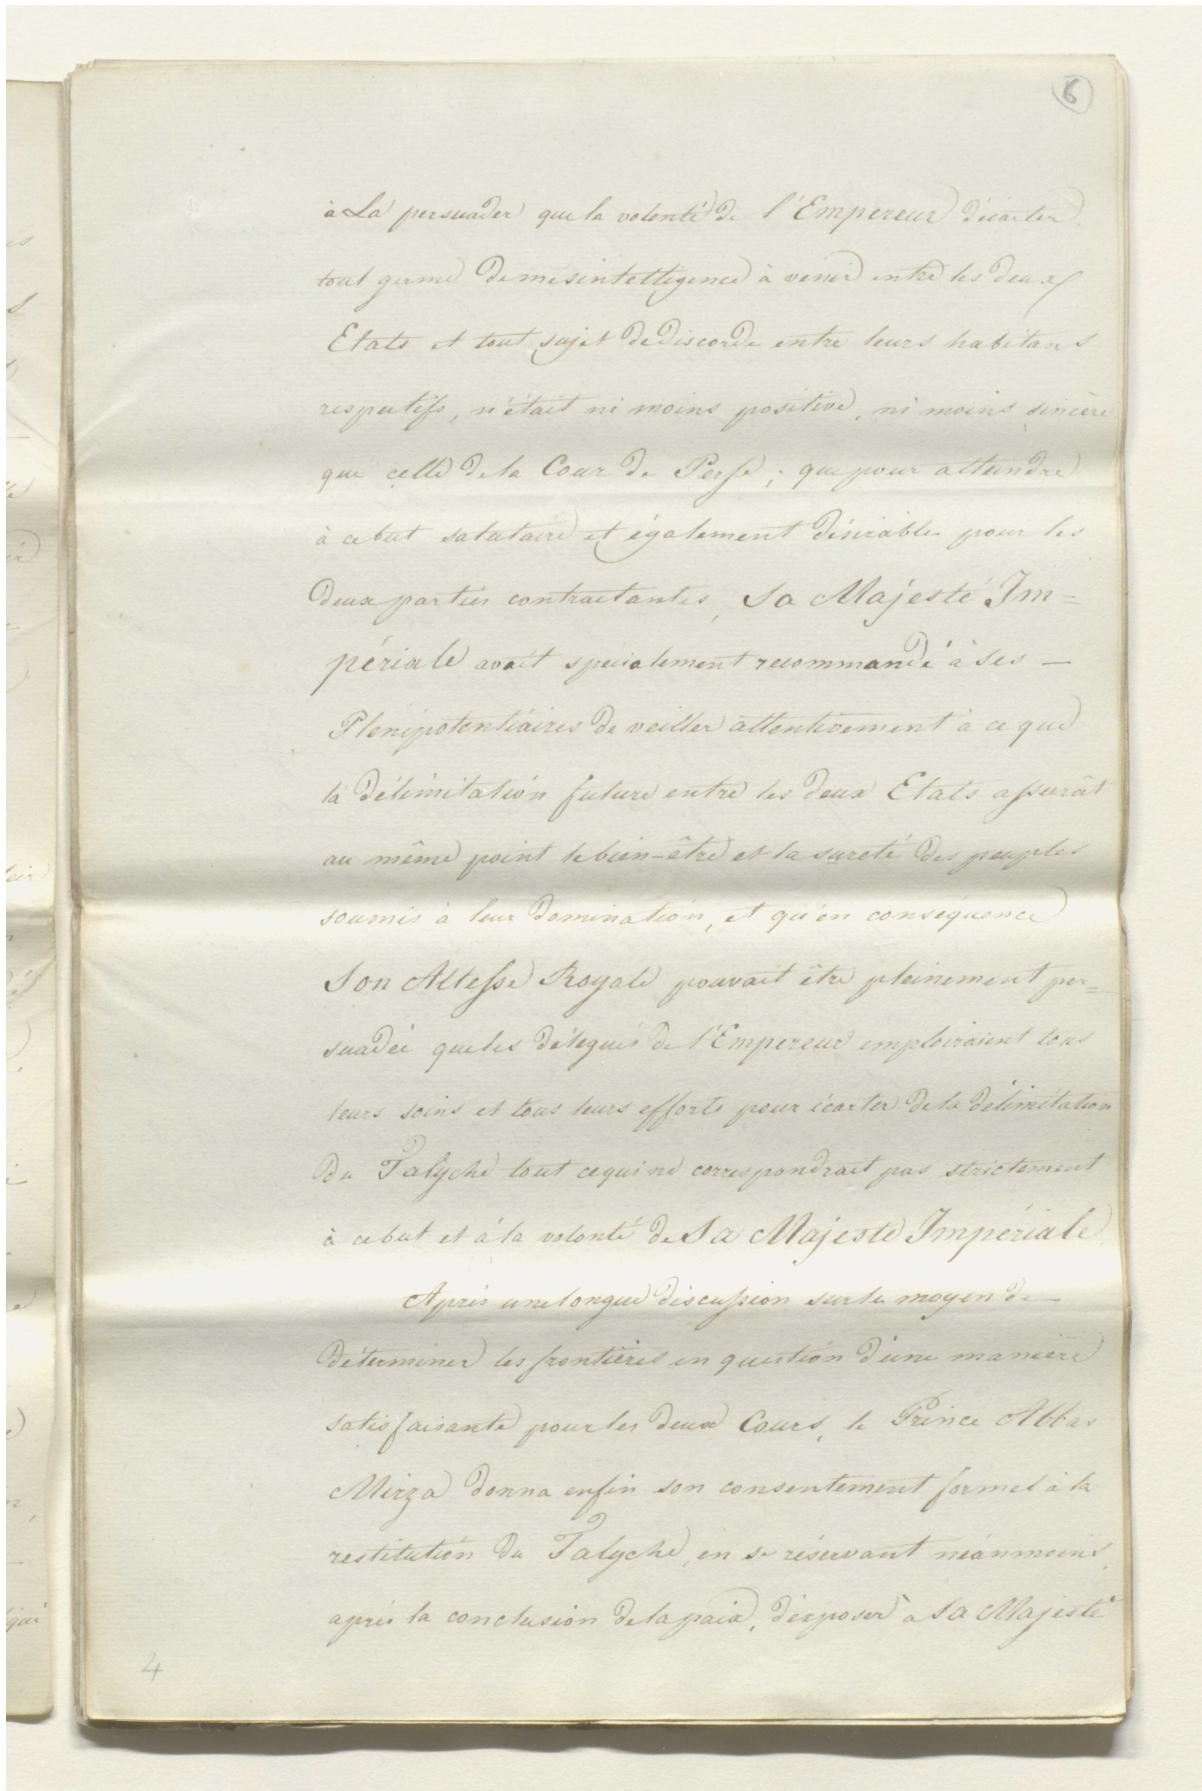 6
à La persuader que la volonté de l'Empereur d'écarter
tout germe de mesintelligence à venir entre les deux
Etats et tout sujet de discorde entre leurs habitans
respectifs, n'était ni moins positive, ni moins sincère
que celle de la Cour de Perse; que pour atteindre
à ce but salutaire et également désirable pour les
deux parties contractantes, Sa Majesté Im=
périale avait spécialement recommandé à Ses —
Plenipotentiaires de veiller attentivement à ce que
la délimitation future entre les deux Etats assurât
au même point le bien-être et la sureté des peuples
soumis à leur domination, et qu'en conséquence
Son Altesse Royale pouvait être pleinement per=
suadée que les délegués de l'Empereur emploiraient tous
leurs soins et tous leurs efforts pour écarter de la délimitation
du Talyche tout ce qui ne correspondrait pas strictement
à ce but et à la volonté de Sa Majesté Impériale.
Après une longue discussion sur le moyen de —
déterminer les frontières en question d'une manière
satisfaisante pour les deux Cours, le Prince Abbas
Mirza donna enfin son consentement formel à la
restitution du Talyche, en se réservant néanmoins,
après la conclusion de la paix, d'exposer à Sa Majesté
4